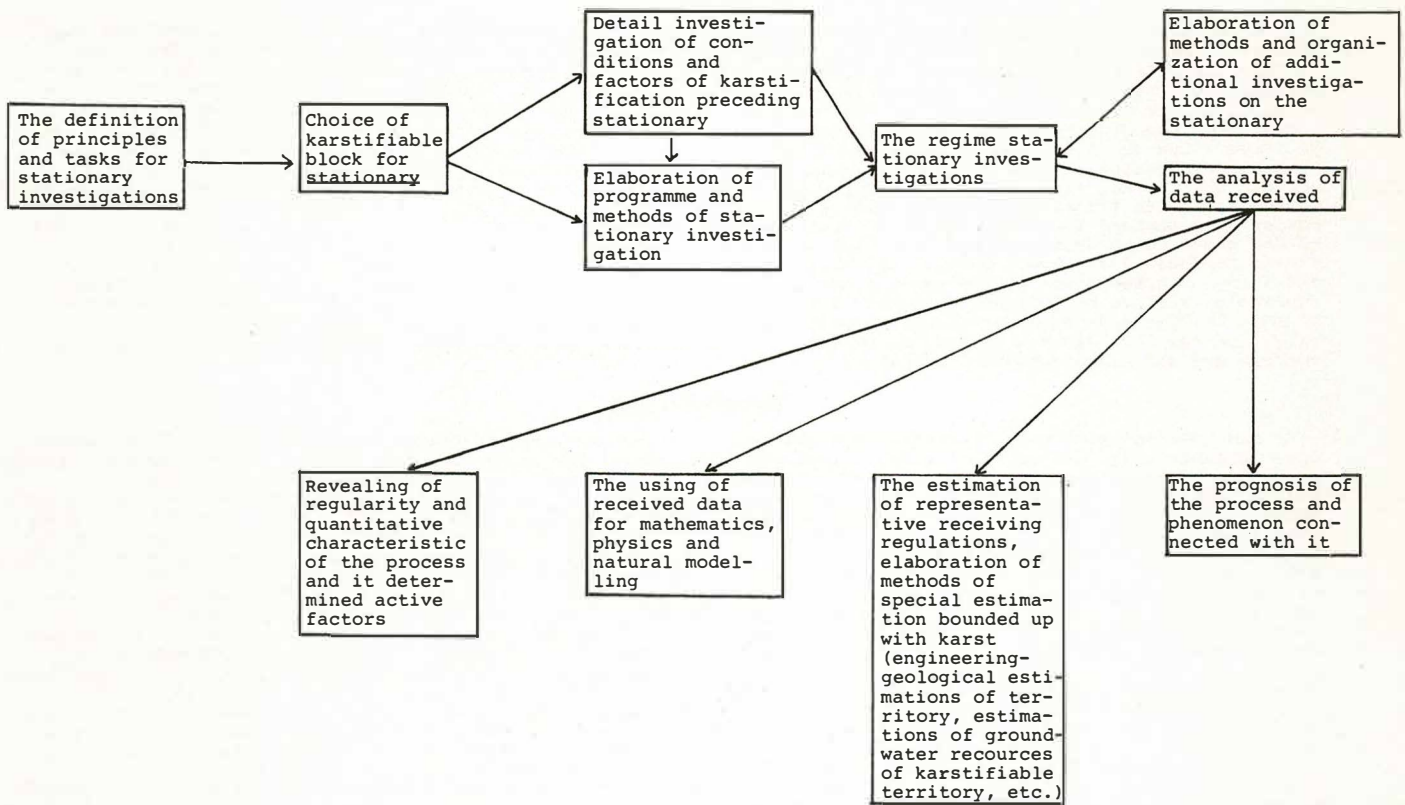 The definition
of principles
and tasks for
stationary
investigations
Choice of
karstifiable
block for
stationary
Detail investi-
gation of con-
ditions and
factors of karsti-
fication preceding
stationary
Elaboration of
programme and
methods of sta-
tionary investi-
gation
The regime sta-
tionary inves-
tigations
Elaboration of
methods and organi-
zation of addi-
tional investiga-
tions on the
stationary
The analysis of
data received
Revealing of
regularity and
quantitative
characteristic
of the process
and it deter-
mined active
factors
The using of
received data
for mathematics,
physics and
natural model-
ling
The estimation
of representa-
tive receiving
regulations,
elaboration of
methods of
special estima-
tion bounded up
with karst
(engineering-
geological esti-
mations of ter-
ritory, estima-
tions of ground-
water recources
of karstifiable
territory, etc.)
The prognosis of
the process and
phenomenon con-
nected with it